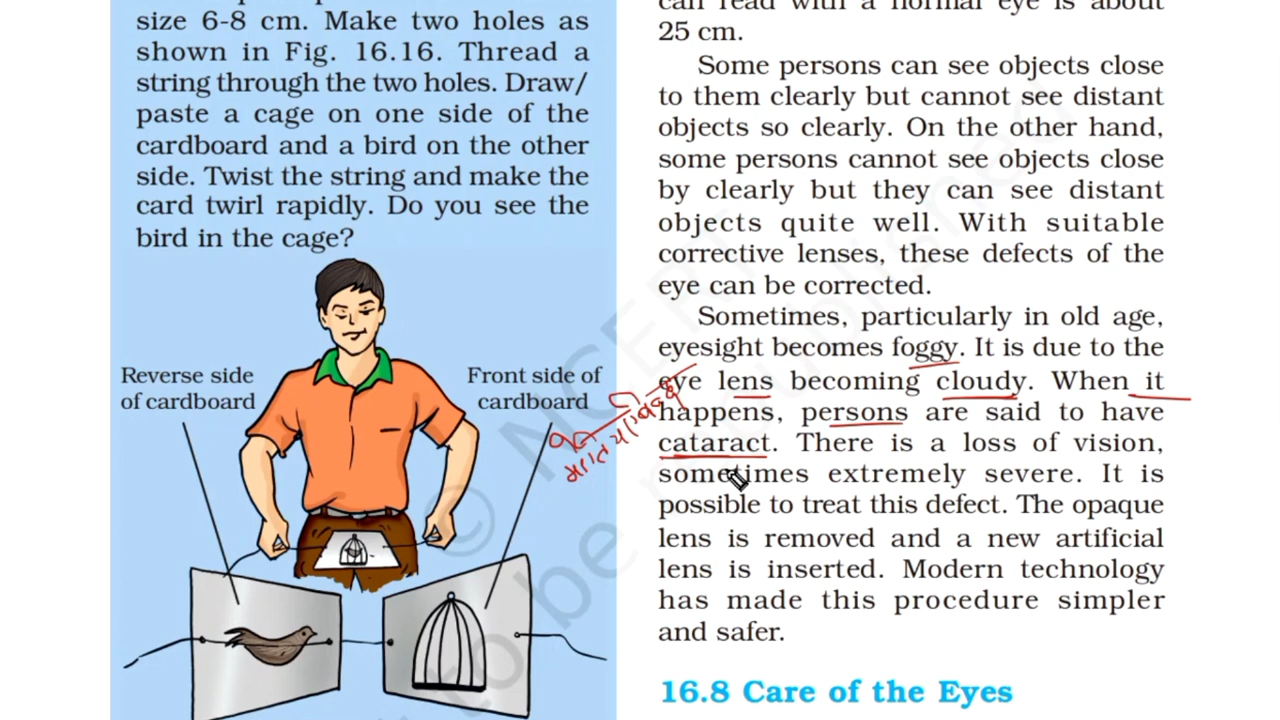 size 6-8 cm. Make two holes as
shown in Fig. 16.16. Thread a
string through the two holes. Draw/
paste a cage on one side of the
cardboard and a bird on the other
side. Twist the string and make the
card twirl rapidly. Do you see the
bird in the cage?
Reverse side
of cardboard
Front side of
cardboard
can read with a normal eye is about
25 cm.
Some persons can see objects close
to them clearly but cannot see distant
objects so clearly. On the other hand,
some persons cannot see objects close
by clearly but they can see distant
objects quite well. With suitable
corrective lenses, these defects of the
eye can be corrected.
Sometimes, particularly in old age,
eyesight becomes foggy. It is due to the
eye lens becoming cloudy. When it
happens, persons are said to have
cataract. There is a loss of vision,
sometimes extremely severe. It is
possible to treat this defect. The opaque
lens is removed and a new artificial
lens is inserted. Modern technology
has made this procedure simpler
and safer.
16.8 Care of the Eyes
© NCERT